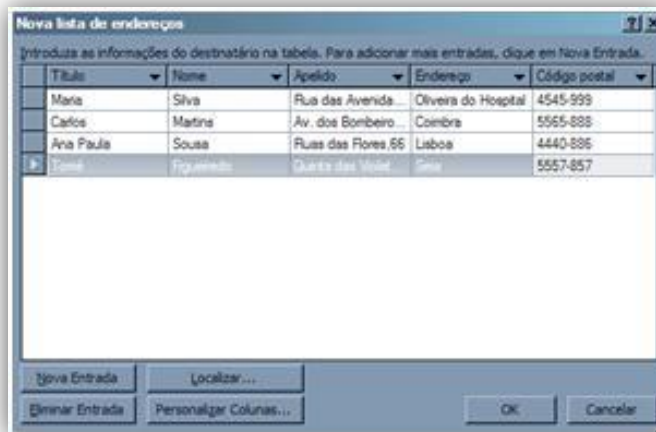 Nova lista de endereços
Introduza as informações do destinatário na tabela. Para adicionar mais entradas, clique em Nova Entrada.
Título Nome Apelido Endereço Código postal
Maria Silva Rua das Avenida... Oliveira do Hospital 4545-999
Carlos Martins Av. dos Bombeiro... Coimbra 5565-888
Ana Paula Sousa Ruas das Flores,66 Lisboa 4440-886
Tomé Figueiredo Quinta das Violet... Seia 5557-857
Nova Entrada Localizar...
Eliminar Entrada Personalizar Colunas... OK Cancelar